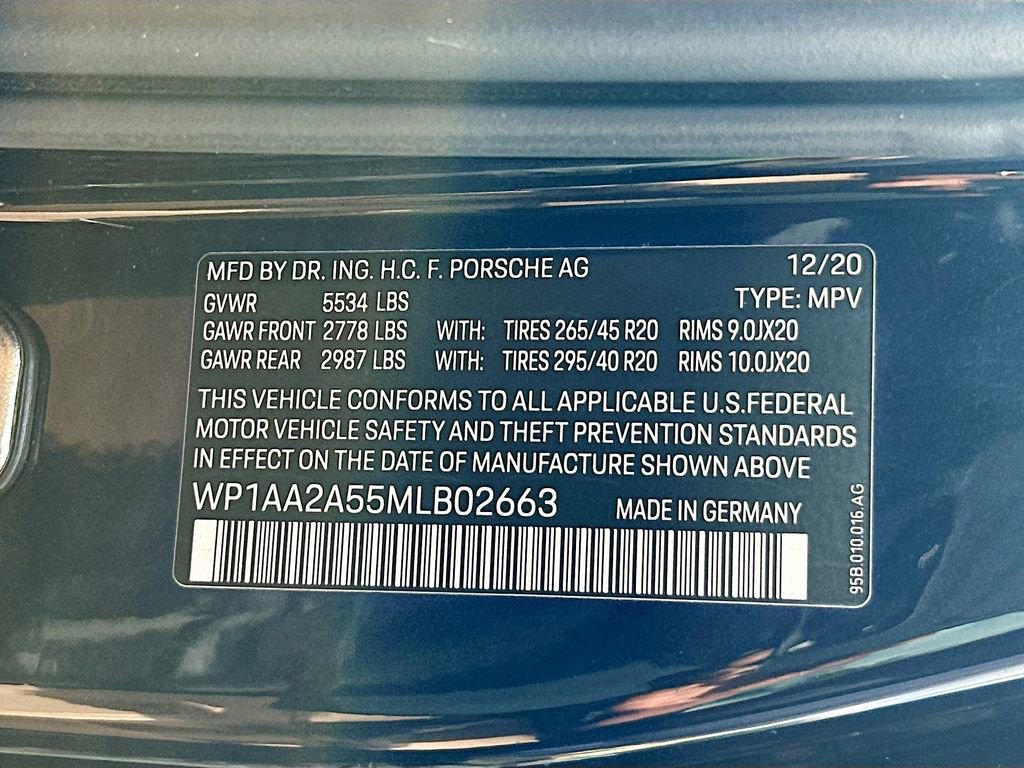 MFD BY DR. ING. H.C. F. PORSCHE AG 12/20
GVWR 5534 LBS TYPE: MPV
GAWR FRONT 2778 LBS WITH: TIRES 265/45 R20 RIMS 9.0JX20
GAWR REAR 2987 LBS WITH: TIRES 295/40 R20 RIMS 10.0JX20
THIS VEHICLE CONFORMS TO ALL APPLICABLE U.S.FEDERAL
MOTOR VEHICLE SAFETY AND THEFT PREVENTION STANDARDS
IN EFFECT ON THE DATE OF MANUFACTURE SHOWN ABOVE
WP1AA2A55MLB02663 MADE IN GERMANY
95B.010.016.AG